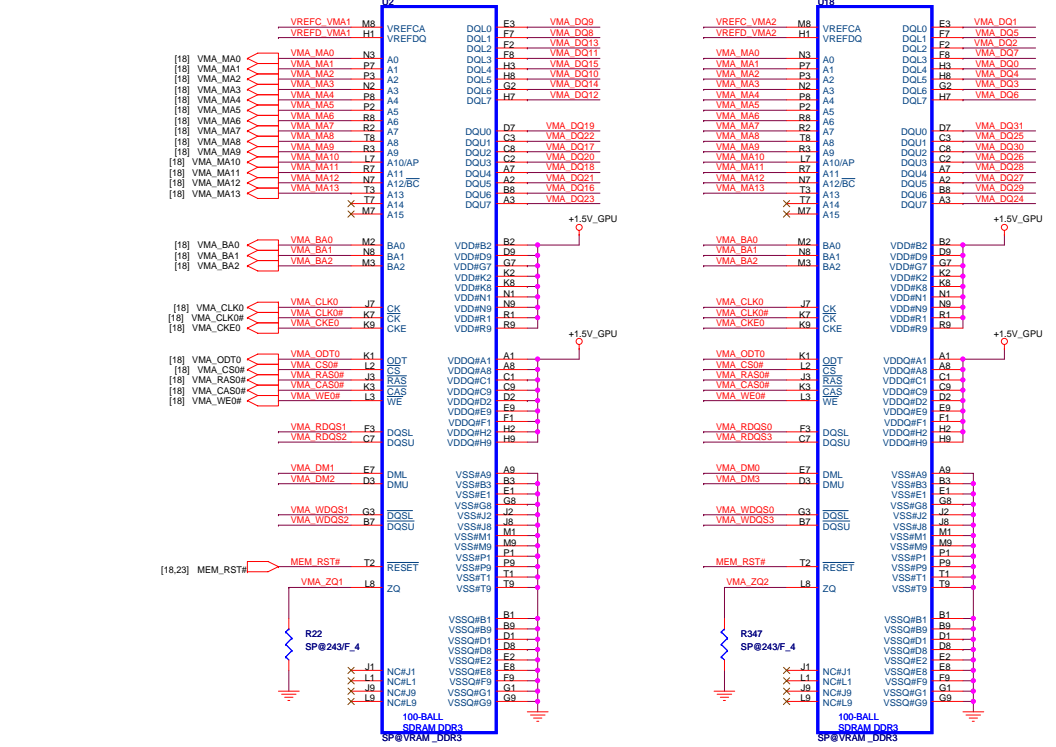 U2
VREFC_VMA1 M8 VREFCA DQL0 E3 VMA_DQ9
VREFD_VMA1 H1 VREFDQ DQL1 F7 VMA_DQ8
DQL2 F2 VMA_DQ13
[18] VMA_MA0 VMA_MA0 N3 A0 DQL3 F8 VMA_DQ11
[18] VMA_MA1 VMA_MA1 P7 A1 DQL4 H3 VMA_DQ15
[18] VMA_MA2 VMA_MA2 P3 A2 DQL5 H8 VMA_DQ10
[18] VMA_MA3 VMA_MA3 N2 A3 DQL6 G2 VMA_DQ14
[18] VMA_MA4 VMA_MA4 P8 A4 DQL7 H7 VMA_DQ12
[18] VMA_MA5 VMA_MA5 P2 A5
[18] VMA_MA6 VMA_MA6 R8 A6
[18] VMA_MA7 VMA_MA7 R2 A7 DQU0 D7 VMA_DQ19
[18] VMA_MA8 VMA_MA8 T8 A8 DQU1 C3 VMA_DQ22
[18] VMA_MA9 VMA_MA9 R3 A9 DQU2 C8 VMA_DQ17
[18] VMA_MA10 VMA_MA10 L7 A10/AP DQU3 C2 VMA_DQ20
[18] VMA_MA11 VMA_MA11 R7 A11 DQU4 A7 VMA_DQ18
[18] VMA_MA12 VMA_MA12 N7 A12/BC DQU5 A2 VMA_DQ21
[18] VMA_MA13 VMA_MA13 T3 A13 DQU6 B8 VMA_DQ16
T7 A14 DQU7 A3 VMA_DQ23
M7 A15
+1.5V_GPU
[18] VMA_BA0 VMA_BA0 M2 BA0 VDD#B2 B2
[18] VMA_BA1 VMA_BA1 N8 BA1 VDD#D9 D9
[18] VMA_BA2 VMA_BA2 M3 BA2 VDD#G7 G7
VDD#K2 K2
VDD#K8 K8
VDD#N1 N1
[18] VMA_CLK0 VMA_CLK0 J7 CK VDD#N9 N9
[18] VMA_CLK0# VMA_CLK0# K7 CK VDD#R1 R1
[18] VMA_CKE0 VMA_CKE0 K9 CKE VDD#R9 R9
+1.5V_GPU
[18] VMA_ODT0 VMA_ODT0 K1 ODT VDDQ#A1 A1
[18] VMA_CS0# VMA_CS0# L2 CS VDDQ#A8 A8
[18] VMA_RAS0# VMA_RAS0# J3 RAS VDDQ#C1 C1
[18] VMA_CAS0# VMA_CAS0# K3 CAS VDDQ#C9 C9
[18] VMA_WE0# VMA_WE0# L3 WE VDDQ#D2 D2
VDDQ#E9 E9
VDDQ#F1 F1
VMA_RDQS1 F3 DQSL VDDQ#H2 H2
VMA_RDQS2 C7 DQSU VDDQ#H9 H9
VMA_DM1 E7 DML VSS#A9 A9
VMA_DM2 D3 DMU VSS#B3 B3
VSS#E1 E1
VSS#G8 G8
VMA_WDQS1 G3 DQSL VSS#J2 J2
VMA_WDQS2 B7 DQSU VSS#J8 J8
VSS#M1 M1
VSS#M9 M9
VSS#P1 P1
[18,23] MEM_RST# MEM_RST# T2 RESET VSS#P9 P9
VSS#T1 T1
VMA_ZQ1 L8 ZQ VSS#T9 T9
VSSQ#B1 B1
R22 VSSQ#B9 B9
SP@243/F_4 VSSQ#D1 D1
VSSQ#D8 D8
VSSQ#E2 E2
J1 NC#J1 VSSQ#E8 E8
L1 NC#L1 VSSQ#F9 F9
J9 NC#J9 VSSQ#G1 G1
L9 NC#L9 VSSQ#G9 G9
100-BALL
SDRAM DDR3
SP@VRAM _DDR3
U18
VREFC_VMA2 M8 VREFCA DQL0 E3 VMA_DQ1
VREFD_VMA2 H1 VREFDQ DQL1 F7 VMA_DQ5
DQL2 F2 VMA_DQ2
VMA_MA0 N3 A0 DQL3 F8 VMA_DQ7
VMA_MA1 P7 A1 DQL4 H3 VMA_DQ0
VMA_MA2 P3 A2 DQL5 H8 VMA_DQ4
VMA_MA3 N2 A3 DQL6 G2 VMA_DQ3
VMA_MA4 P8 A4 DQL7 H7 VMA_DQ6
VMA_MA5 P2 A5
VMA_MA6 R8 A6
VMA_MA7 R2 A7 DQU0 D7 VMA_DQ31
VMA_MA8 T8 A8 DQU1 C3 VMA_DQ25
VMA_MA9 R3 A9 DQU2 C8 VMA_DQ30
VMA_MA10 L7 A10/AP DQU3 C2 VMA_DQ26
VMA_MA11 R7 A11 DQU4 A7 VMA_DQ28
VMA_MA12 N7 A12/BC DQU5 A2 VMA_DQ27
VMA_MA13 T3 A13 DQU6 B8 VMA_DQ29
T7 A14 DQU7 A3 VMA_DQ24
M7 A15
+1.5V_GPU
VMA_BA0 M2 BA0 VDD#B2 B2
VMA_BA1 N8 BA1 VDD#D9 D9
VMA_BA2 M3 BA2 VDD#G7 G7
VDD#K2 K2
VDD#K8 K8
VDD#N1 N1
VMA_CLK0 J7 CK VDD#N9 N9
VMA_CLK0# K7 CK VDD#R1 R1
VMA_CKE0 K9 CKE VDD#R9 R9
+1.5V_GPU
VMA_ODT0 K1 ODT VDDQ#A1 A1
VMA_CS0# L2 CS VDDQ#A8 A8
VMA_RAS0# J3 RAS VDDQ#C1 C1
VMA_CAS0# K3 CAS VDDQ#C9 C9
VMA_WE0# L3 WE VDDQ#D2 D2
VDDQ#E9 E9
VDDQ#F1 F1
VMA_RDQS0 F3 DQSL VDDQ#H2 H2
VMA_RDQS3 C7 DQSU VDDQ#H9 H9
VMA_DM0 E7 DML VSS#A9 A9
VMA_DM3 D3 DMU VSS#B3 B3
VSS#E1 E1
VSS#G8 G8
VMA_WDQS0 G3 DQSL VSS#J2 J2
VMA_WDQS3 B7 DQSU VSS#J8 J8
VSS#M1 M1
VSS#M9 M9
VSS#P1 P1
MEM_RST# T2 RESET VSS#P9 P9
VSS#T1 T1
VMA_ZQ2 L8 ZQ VSS#T9 T9
VSSQ#B1 B1
R347 VSSQ#B9 B9
SP@243/F_4 VSSQ#D1 D1
VSSQ#D8 D8
VSSQ#E2 E2
J1 NC#J1 VSSQ#E8 E8
L1 NC#L1 VSSQ#F9 F9
J9 NC#J9 VSSQ#G1 G1
L9 NC#L9 VSSQ#G9 G9
100-BALL
SDRAM DDR3
SP@VRAM _DDR3